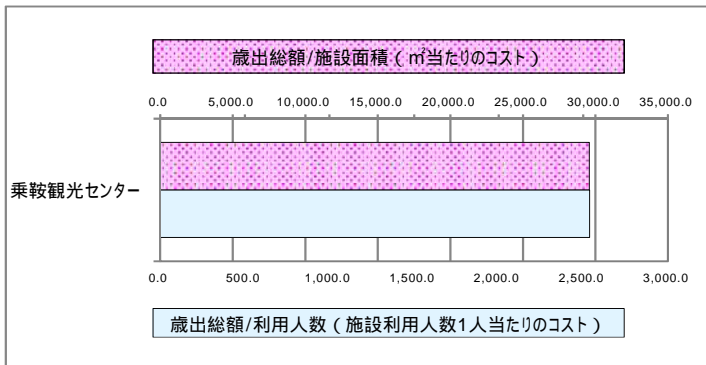 歳出総額/施設面積（㎡当たりのコスト）
0.0 5,000.0 10,000.0 15,000.0 20,000.0 25,000.0 30,000.0 35,000.0
乗鞍観光センター
0.0 500.0 1,000.0 1,500.0 2,000.0 2,500.0 3,000.0
歳出総額/利用人数（施設利用人数1人当たりのコスト）